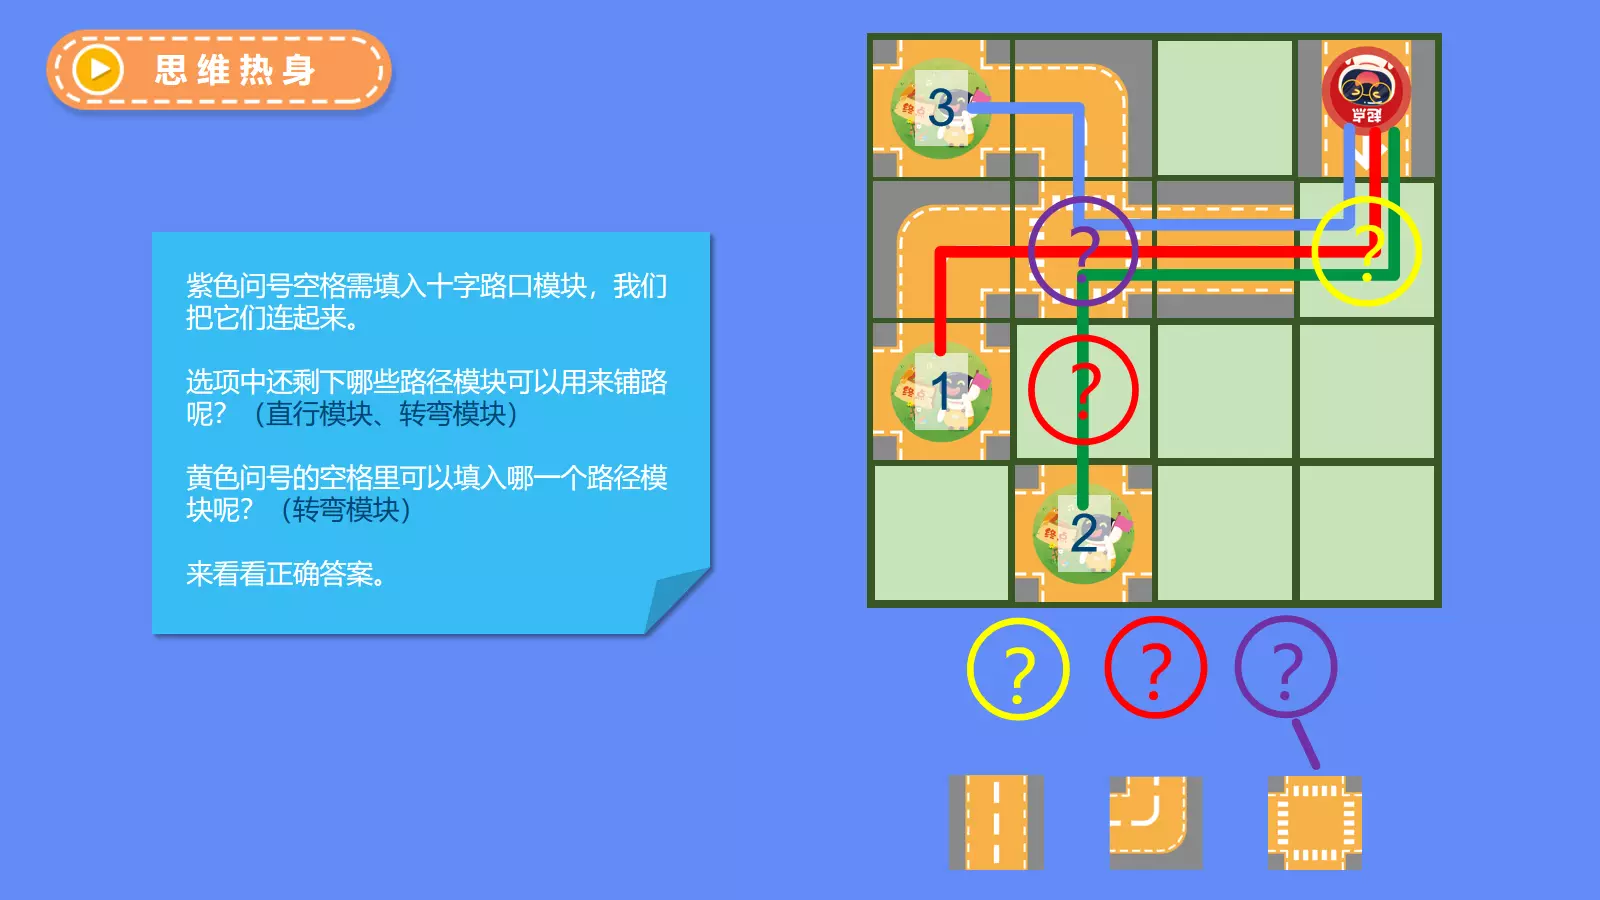 思维热身
紫色问号空格需填入十字路口模块，我们
把它们连起来。
选项中还剩下哪些路径模块可以用来铺路
呢？（直行模块、转弯模块）
黄色问号的空格里可以填入哪一个路径模
块呢？（转弯模块）
来看看正确答案。
3
起点
终点
?
?
1
终点
?
2
终
? ? ?